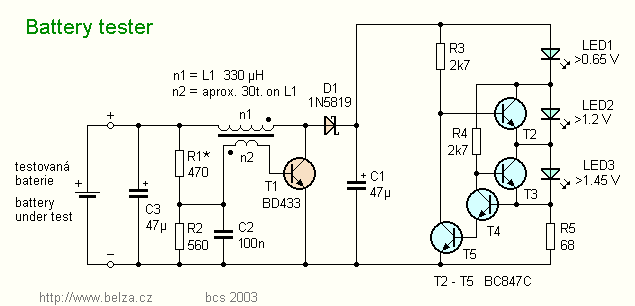 Battery tester
n1 = L1 330 µH
n2 = aprox. 30t. on L1
D1
1N5819
R3
2k7
LED1
>0.65 V
n1
T2
LED2
>1.2 V
R4
2k7
+
+
testovaná
baterie
battery
under test
+
C3
47µ
R1*
470
n2
T1
BD433
+
C1
47µ
T3
LED3
>1.45 V
R2
560
C2
100n
T4
T5
R5
68
–
T2 - T5 BC847C
http://www.belza.cz
bcs 2003